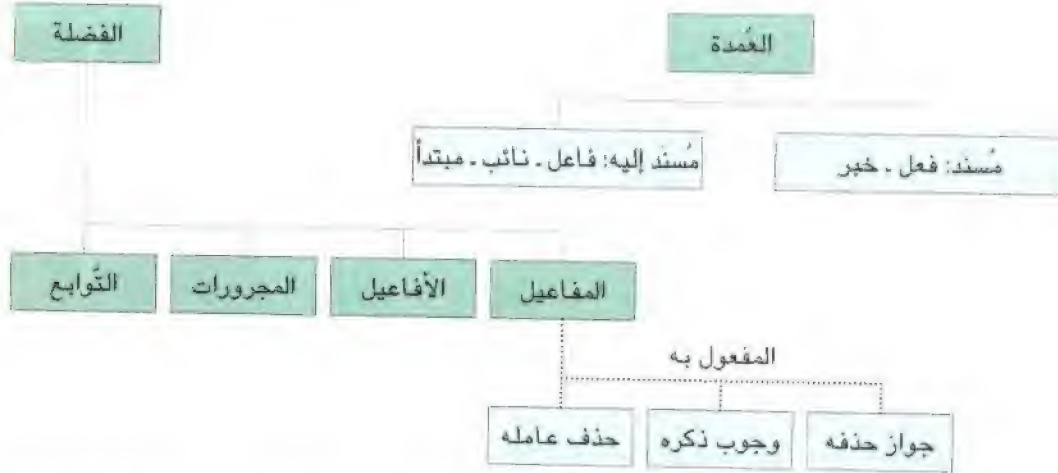 العُمدة
الفضلة
مُسند: فعل - خبر
مُسند إليه: فاعل - نائب - مبتدأ
المفاعيل
الأفاعيل
المجرورات
التَّوابع
المفعول به
جواز حذفه
وجوب ذكره
حذف عامله